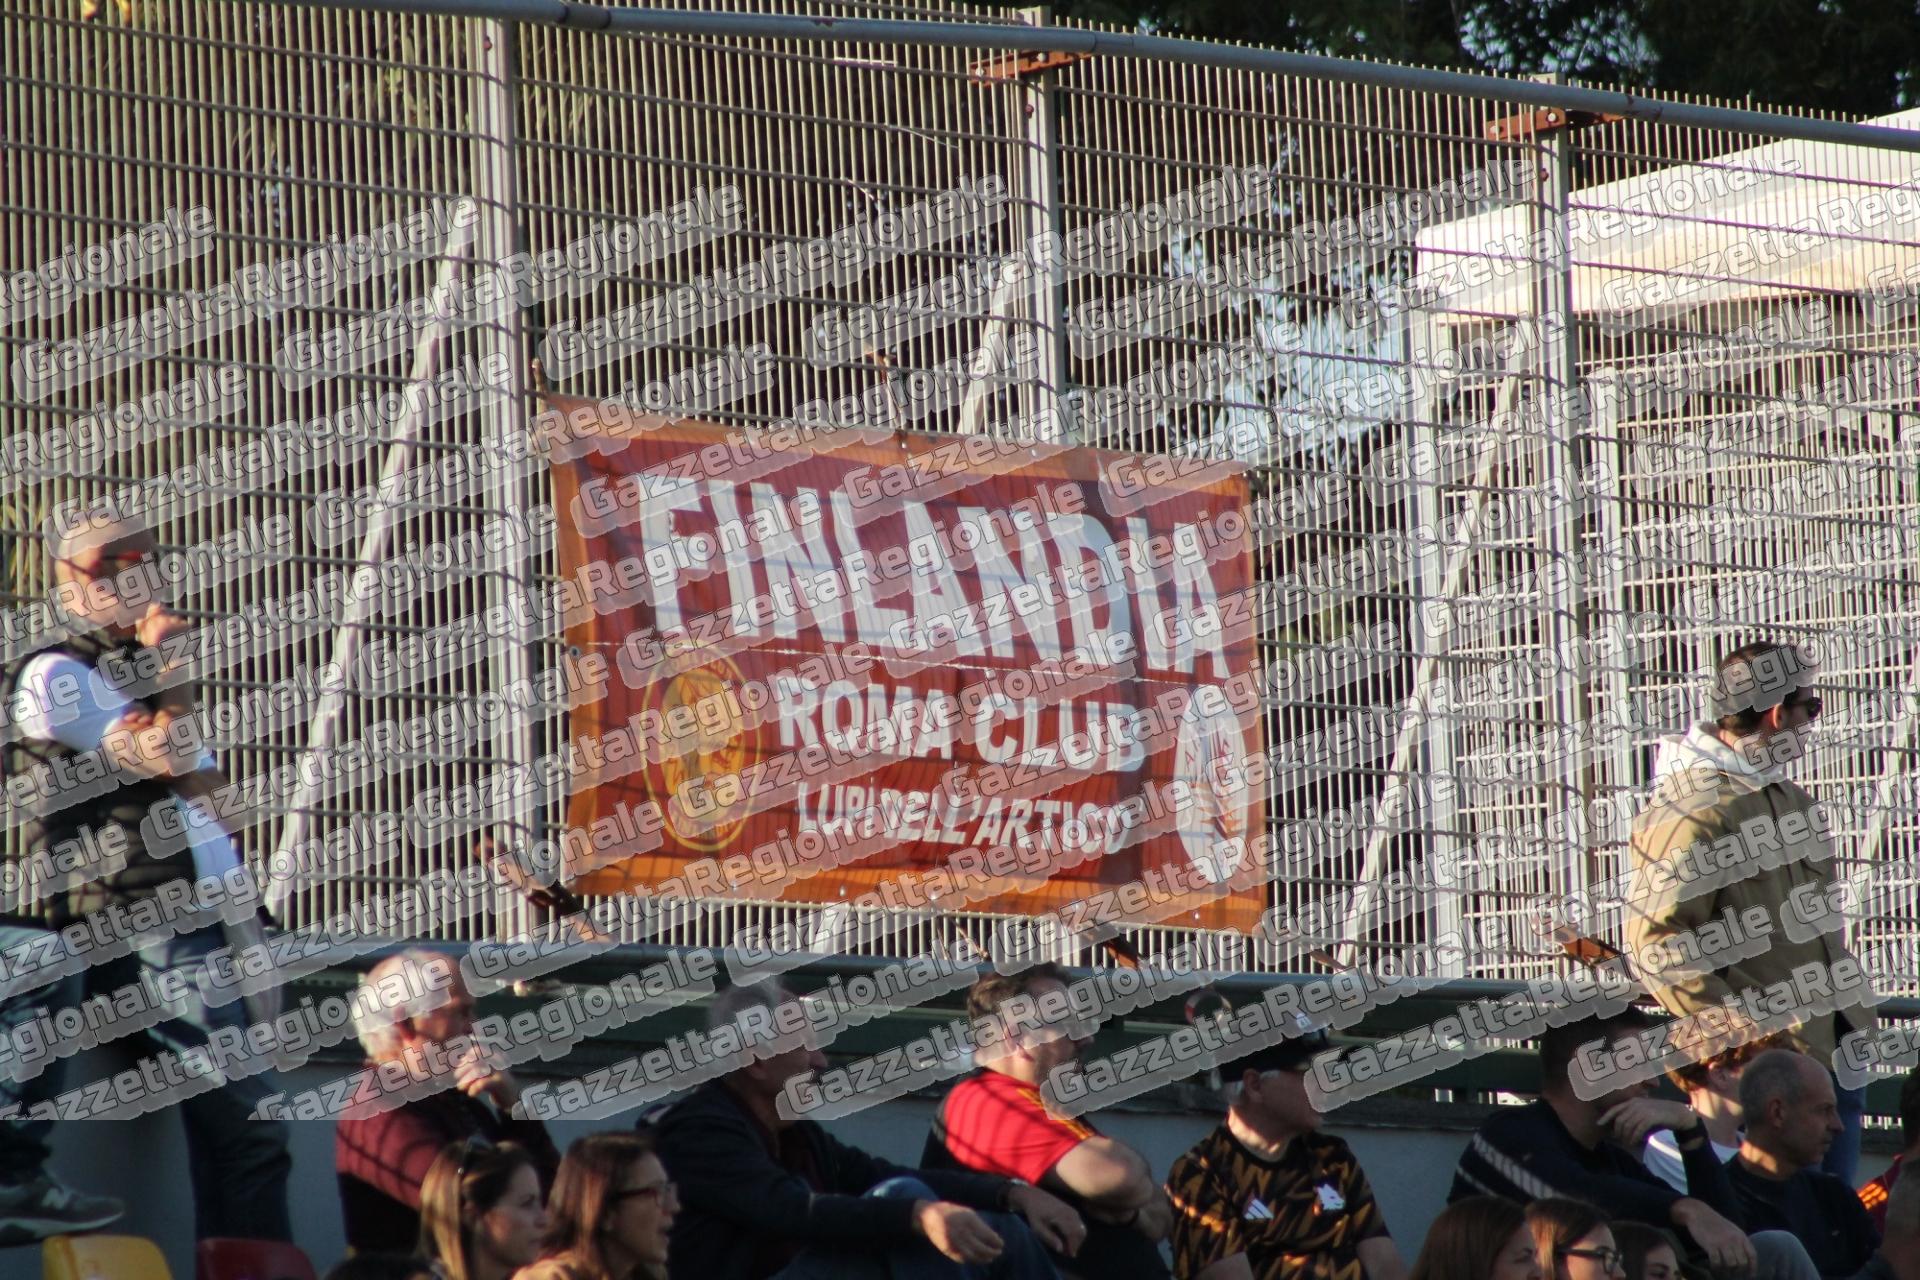 FINLANDIA
ROMA CLUB
LUPI DELL'ARTICO
GazzettaRegionale